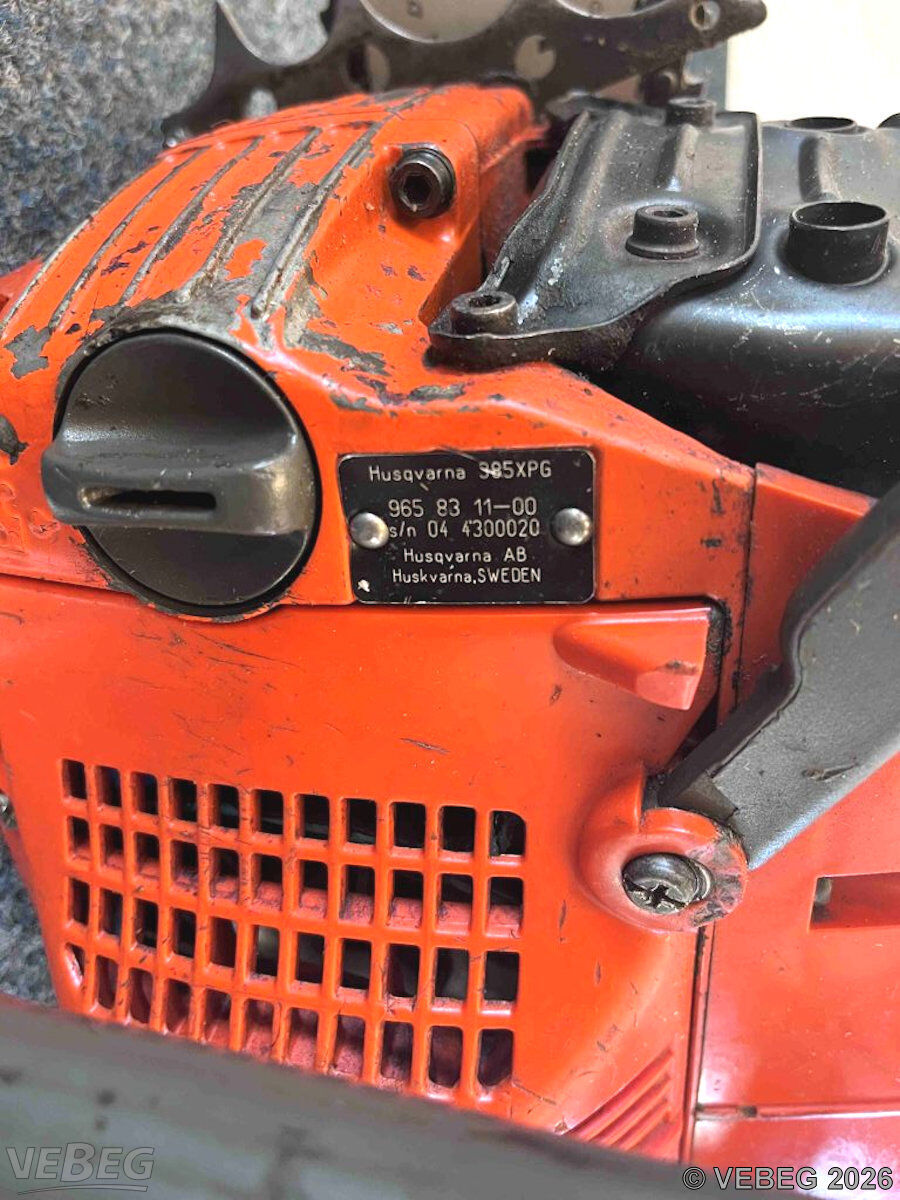 Husqvarna 385XPG
965 83 11-00
s/n 04 4300020
Husqvarna AB
Huskvarna, SWEDEN
VEBEG
© VEBEG 2026